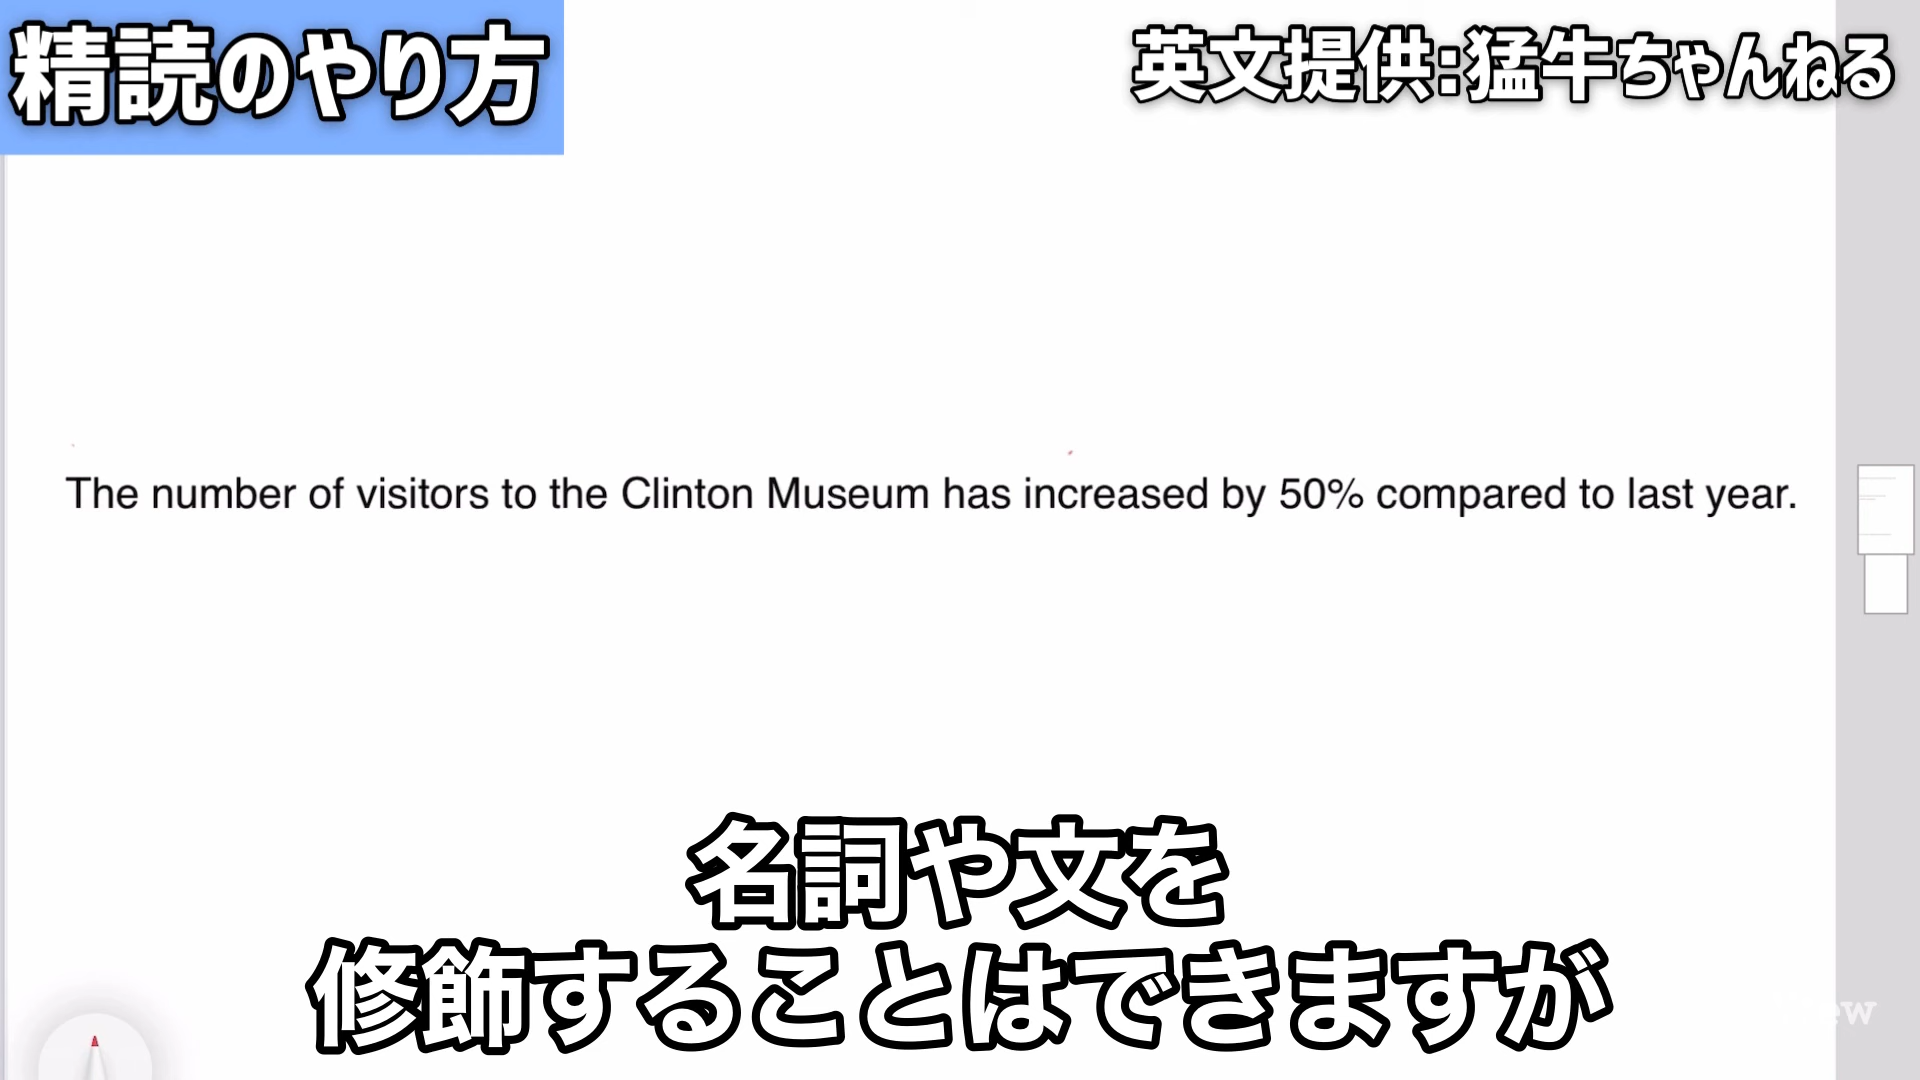 精読のやり方
英文提供:猛牛ちゃんねる
The number of visitors to the Clinton Museum has increased by 50% compared to last year.
名詞や文を
修飾することはできますが